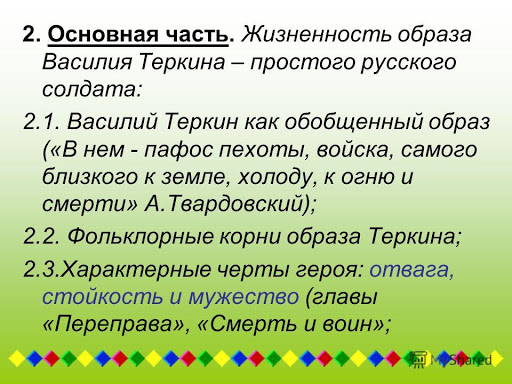 2. Основная часть. Жизненность образа
Василия Теркина – простого русского
солдата:
2.1. Василий Теркин как обобщенный образ
(«В нем - пафос пехоты, войска, самого
близкого к земле, холоду, к огню и
смерти» А.Твардовский);
2.2. Фольклорные корни образа Теркина;
2.3.Характерные черты героя: отвага,
стойкость и мужество (главы
«Переправа», «Смерть и воин»;
MyShared